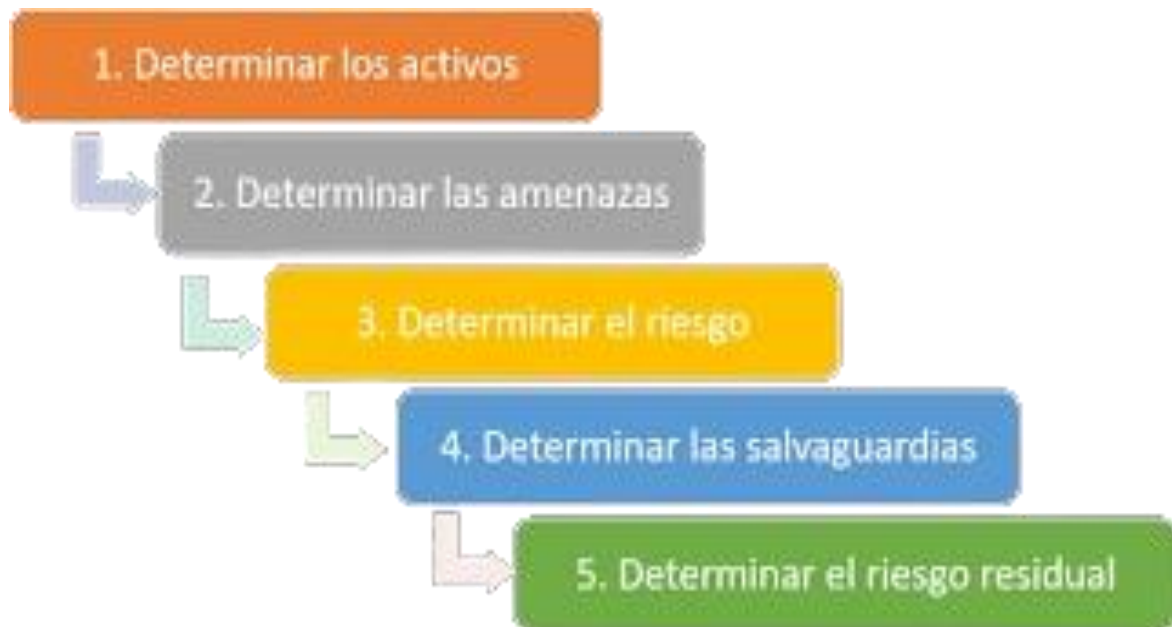 1. Determinar los activos
2. Determinar las amenazas
3. Determinar el riesgo
4. Determinar las salvaguardias
5. Determinar el riesgo residual